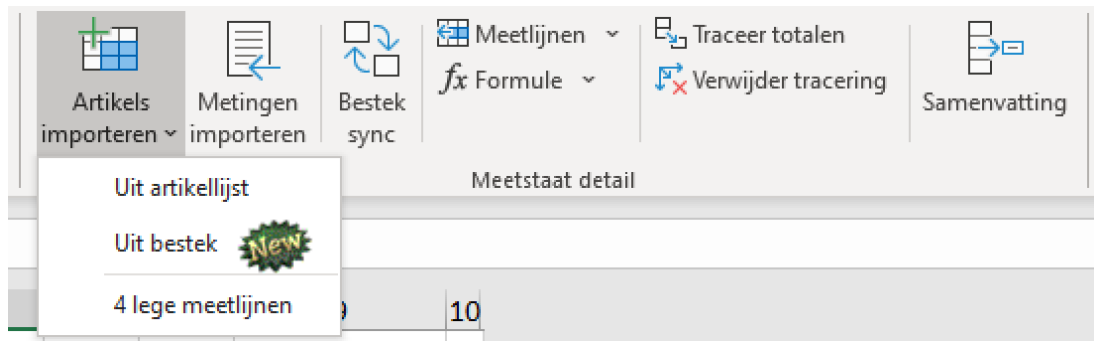 Artikels
importeren
Metingen
importeren
Bestek
sync
Meetlijnen
fx Formule
Traceer totalen
Verwijder tracering
Samenvatting
Meetstaat detail
Uit artikellijst
Uit bestek New
4 lege meetlijnen
10